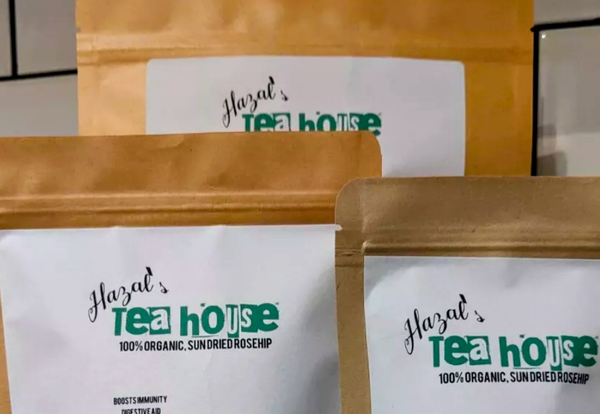 Hazal's
Tea house
Hazal's
Tea house
100% ORGANIC, SUN DRIED ROSEHIP
BOOSTS IMMUNITY
DIGESTIVE AID
Hazal's
Tea house
100% ORGANIC, SUN DRIED ROSEHIP